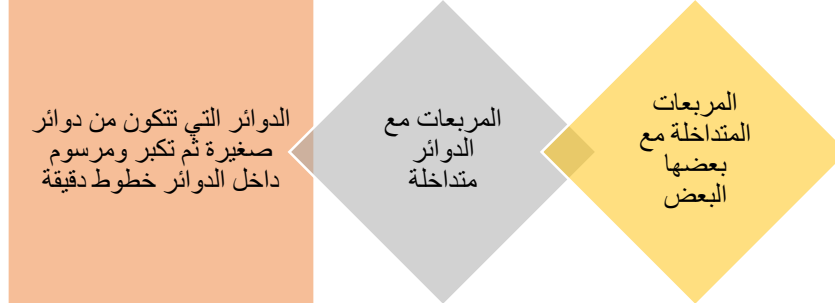 المربعات
المتداخلة مع
بعضها
البعض
المربعات مع
الدوائر
متداخلة
الدوائر التي تتكون من دوائر
صغيرة ثم تكبر ومرسوم
داخل الدوائر خطوط دقيقة